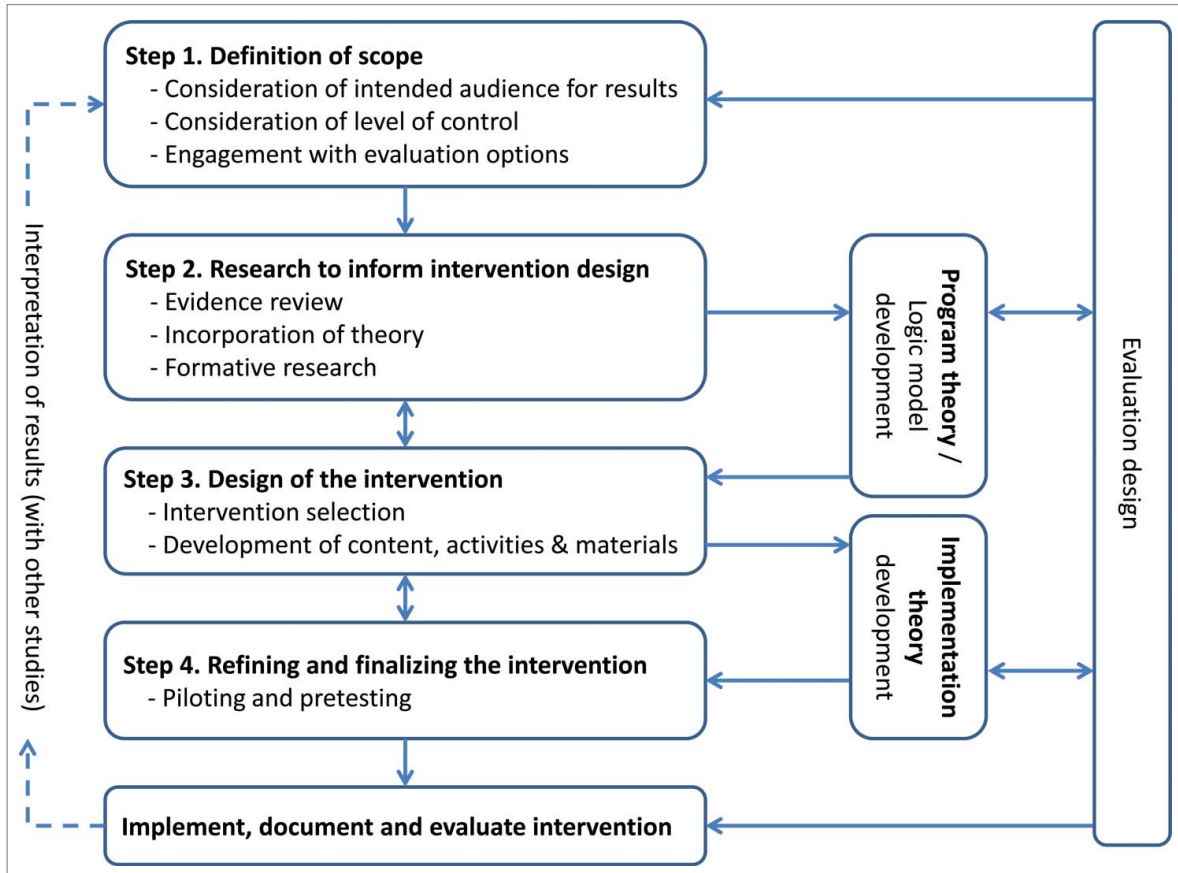 Step 1. Definition of scope
- Consideration of intended audience for results
- Consideration of level of control
- Engagement with evaluation options
Step 2. Research to inform intervention design
- Evidence review
- Incorporation of theory
- Formative research
Program theory /
Logic model
development
Step 3. Design of the intervention
- Intervention selection
- Development of content, activities & materials
Implementation
theory
development
Step 4. Refining and finalizing the intervention
- Piloting and pretesting
Implement, document and evaluate intervention
Interpretation of results (with other studies)
Evaluation design